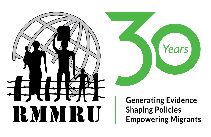 RMMRU
30
Years
Generating Evidence
Shaping Policies
Empowering Migrants